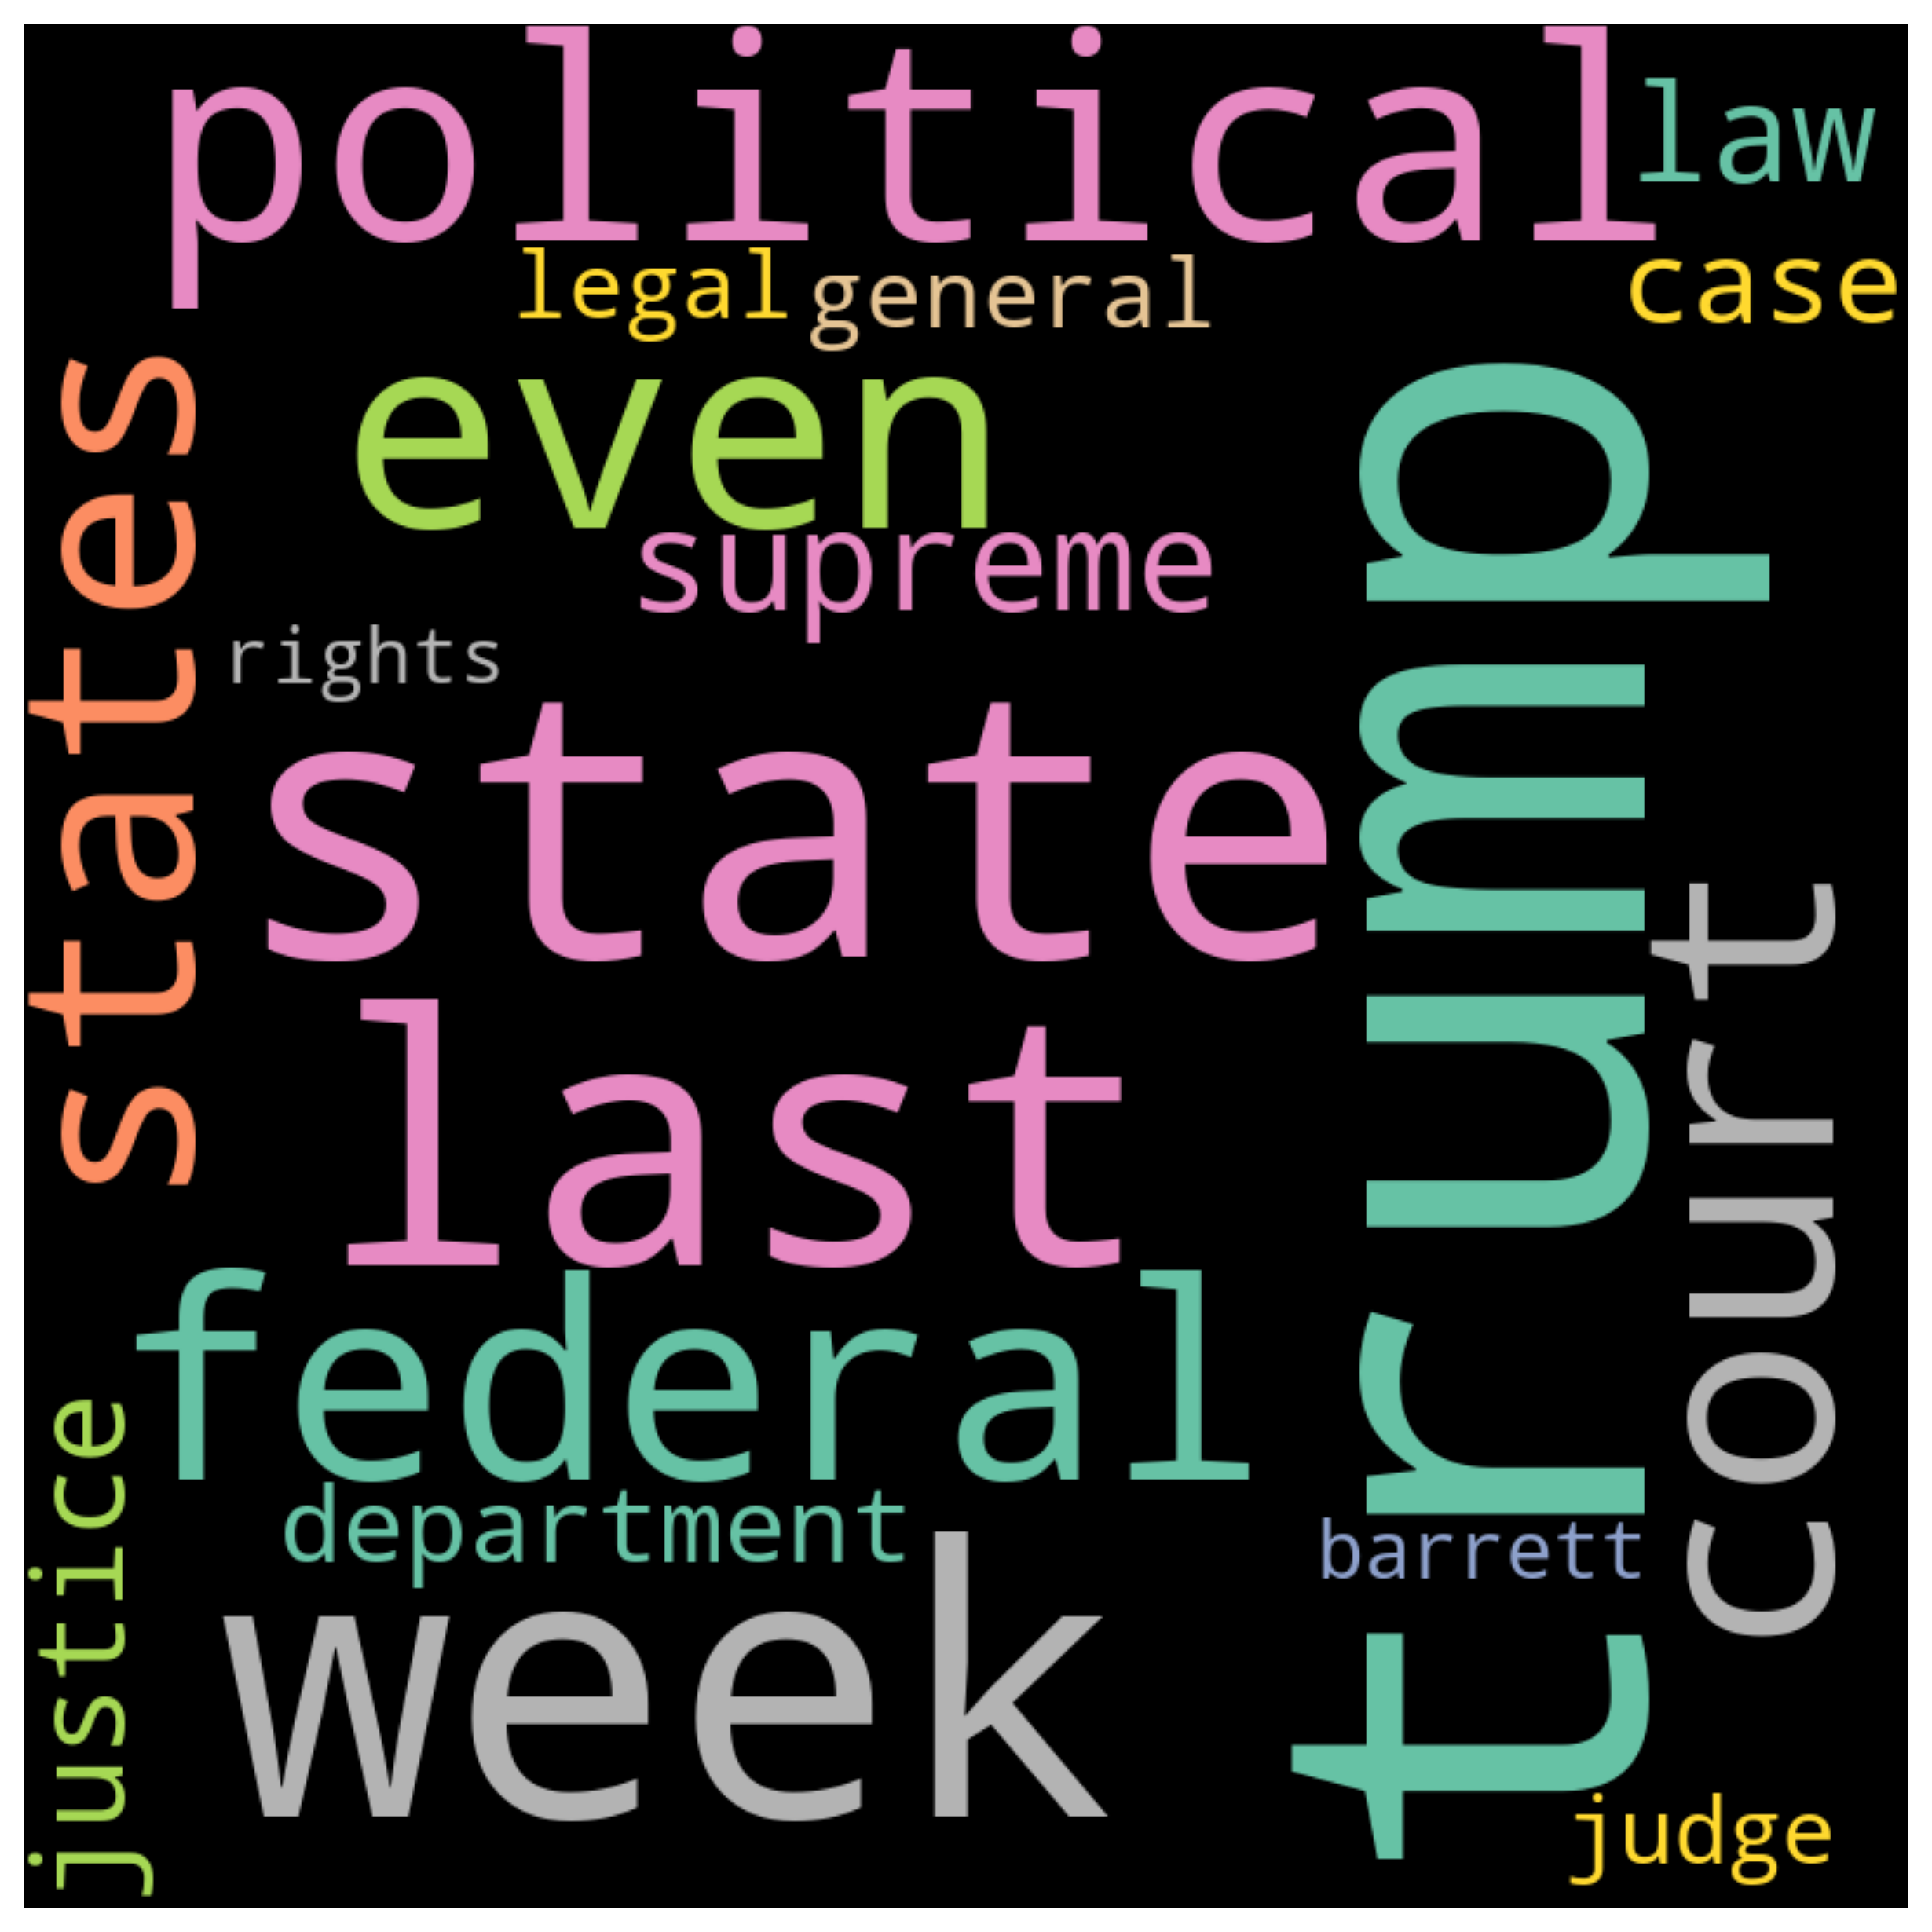 political
law
legal
general
case
states
even
supreme
trump
rights
state
court
last
federal
justice
department
barrett
week
judge